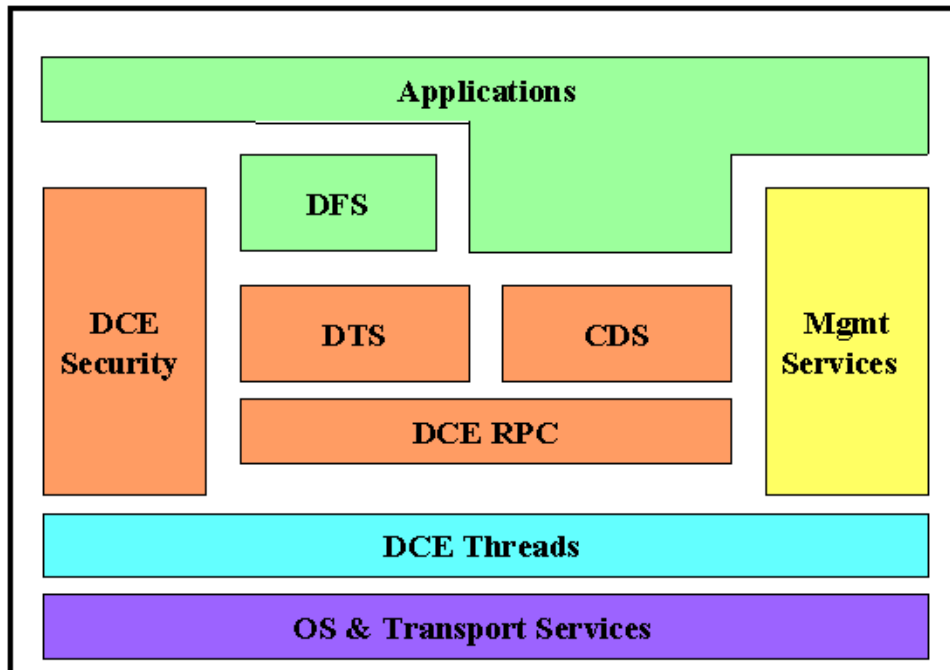 Applications
DFS
DCE
Security
DTS
CDS
Mgmt
Services
DCE RPC
DCE Threads
OS & Transport Services